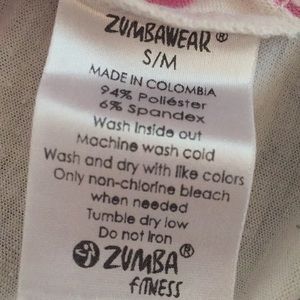 ZUMBAWEAR®
S/M
MADE IN COLOMBIA
94% Poliéster
6% Spandex
Wash inside out
Machine wash cold
Wash and dry with like colors
Only non-chlorine bleach
when needed
Tumble dry low
Do not Iron
ZUMBA®
fitness